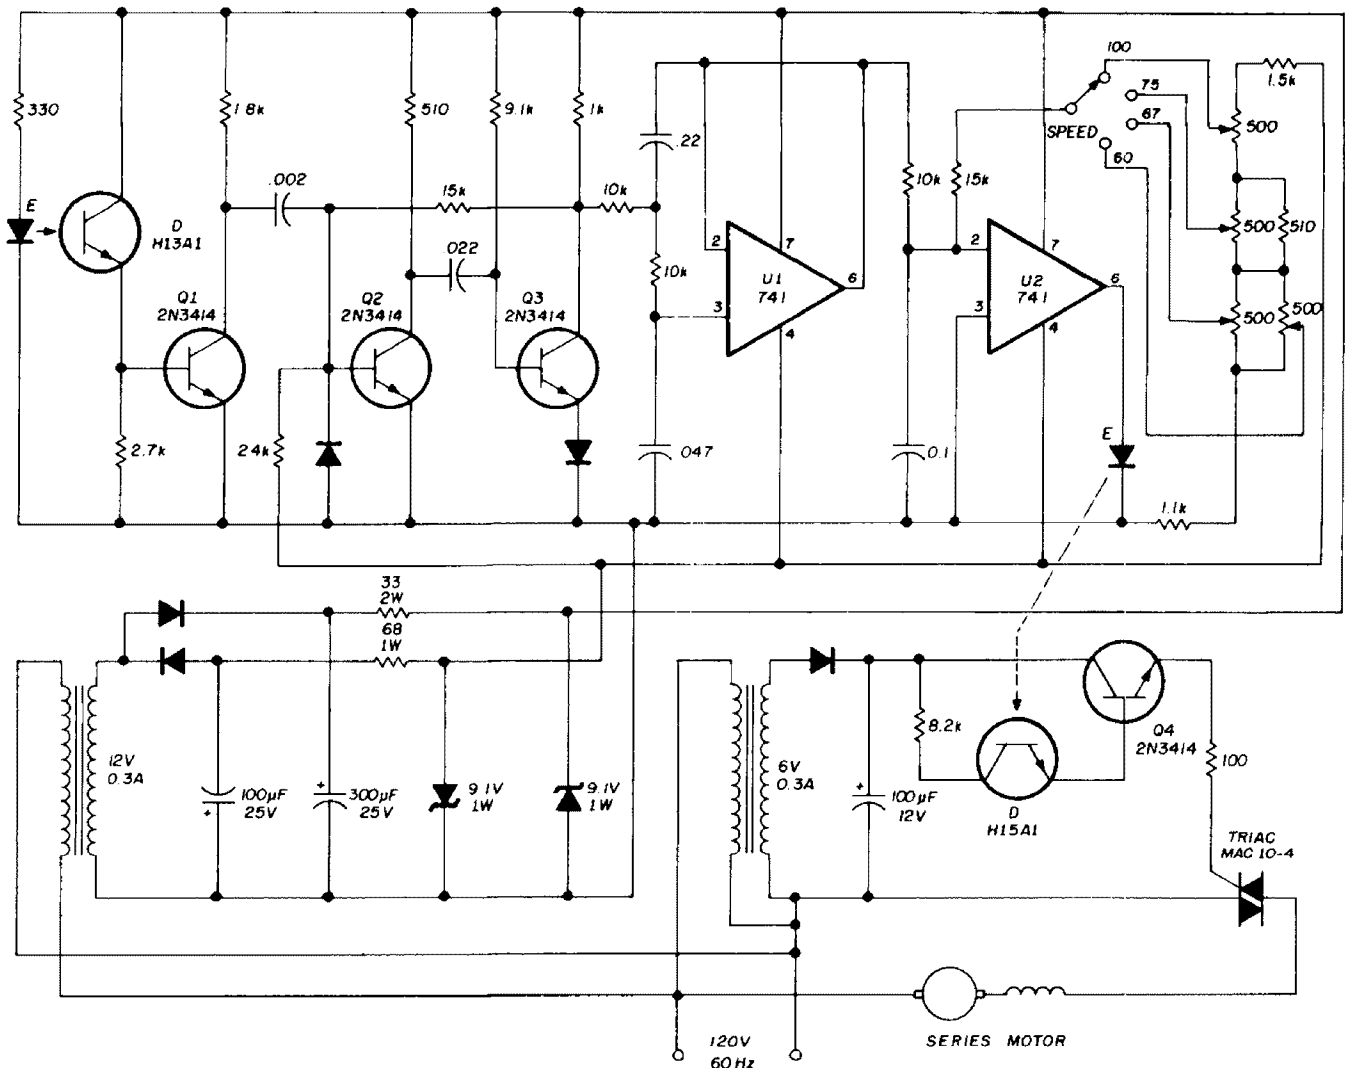 330
E
D
H13A1
1.8k
.002
Q1
2N3414
2.7k
510
15k
.022
Q2
2N3414
24k
9.1k
1k
10k
Q3
2N3414
.22
10k
.047
2
3
7
6
4
U1
741
10k
15k
0.1
2
3
7
6
4
U2
741
E
SPEED
100
75
67
60
1.5k
500
500
510
500
500
1.1k
33
2W
68
1W
12V
0.3A
100µF
25V
+
+
300µF
25V
9.1V
1W
9.1V
1W
6V
0.3A
+
100µF
12V
8.2k
D
H15A1
Q4
2N3414
100
TRIAC
MAC 10-4
SERIES MOTOR
120V
60Hz